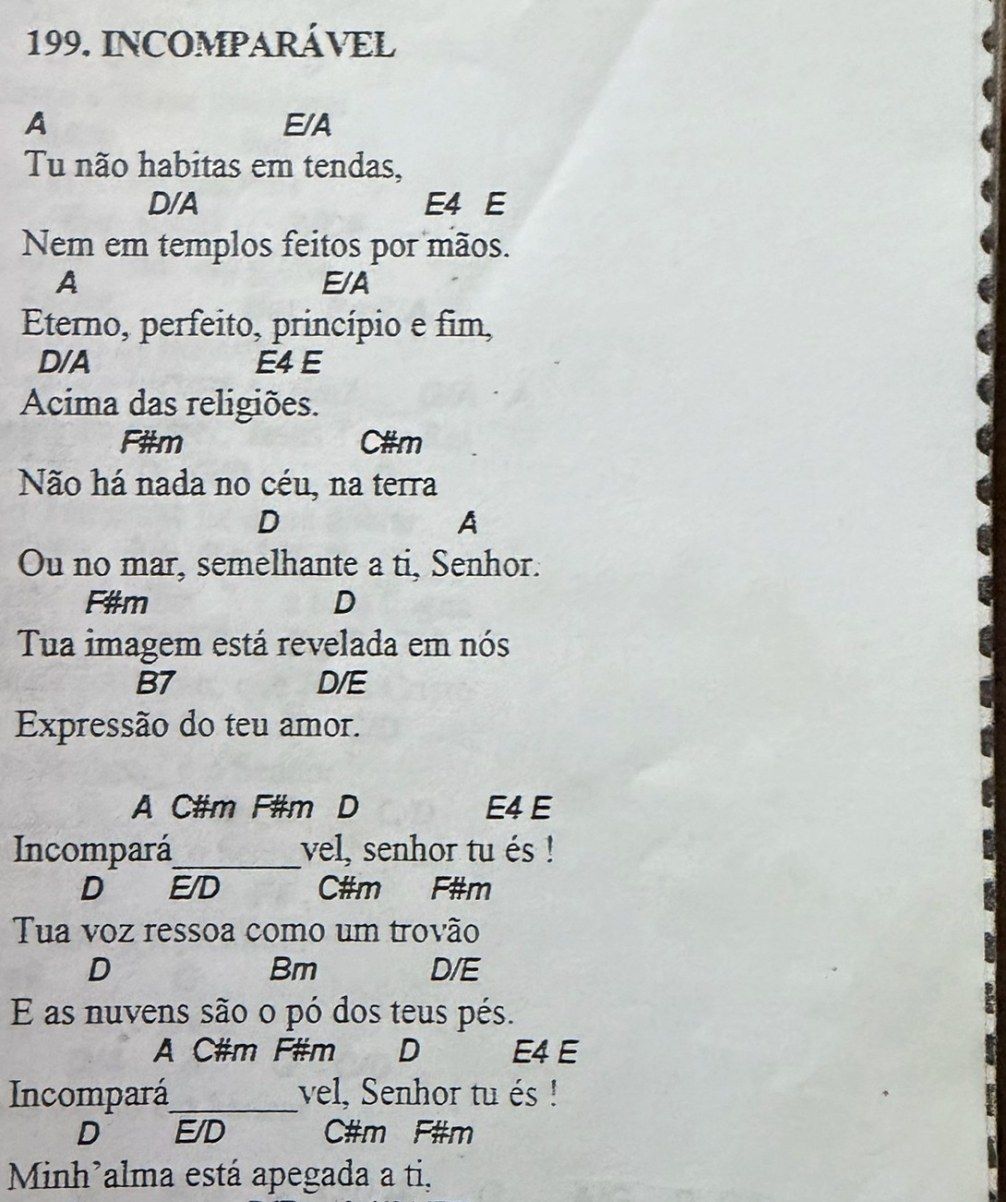 199. INCOMPARÁVEL
A E/A
Tu não habitas em tendas,
D/A E4 E
Nem em templos feitos por mãos.
A E/A
Eterno, perfeito, princípio e fim,
D/A E4 E
Acima das religiões.
F#m C#m
Não há nada no céu, na terra
D A
Ou no mar, semelhante a ti, Senhor.
F#m D
Tua imagem está revelada em nós
B7 D/E
Expressão do teu amor.
A C#m F#m D E4 E
Incompará________vel, senhor tu és !
D E/D C#m F#m
Tua voz ressoa como um trovão
D Bm D/E
E as nuvens são o pó dos teus pés.
A C#m F#m D E4 E
Incompará________vel, Senhor tu és !
D E/D C#m F#m
Minh’alma está apegada a ti,